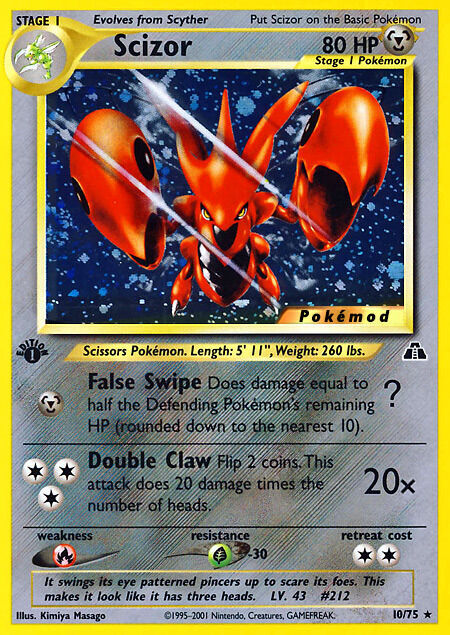 STAGE 1 Evolves from Scyther Put Scizor on the Basic Pokémon
Scizor 80 HP
Stage 1 Pokémon
Pokémod
EDITION
1
Scissors Pokémon. Length: 5' 11", Weight: 260 lbs.
False Swipe Does damage equal to
half the Defending Pokémon's remaining
HP (rounded down to the nearest 10).
?
Double Claw Flip 2 coins. This
attack does 20 damage times the
number of heads.
20×
weakness resistance retreat cost
-30
It swings its eye patterned pincers up to scare its foes. This
makes it look like it has three heads. LV. 43 #212
Illus. Kimiya Masago ©1995-2001 Nintendo, Creatures, GAMEFREAK. 10/75 ★